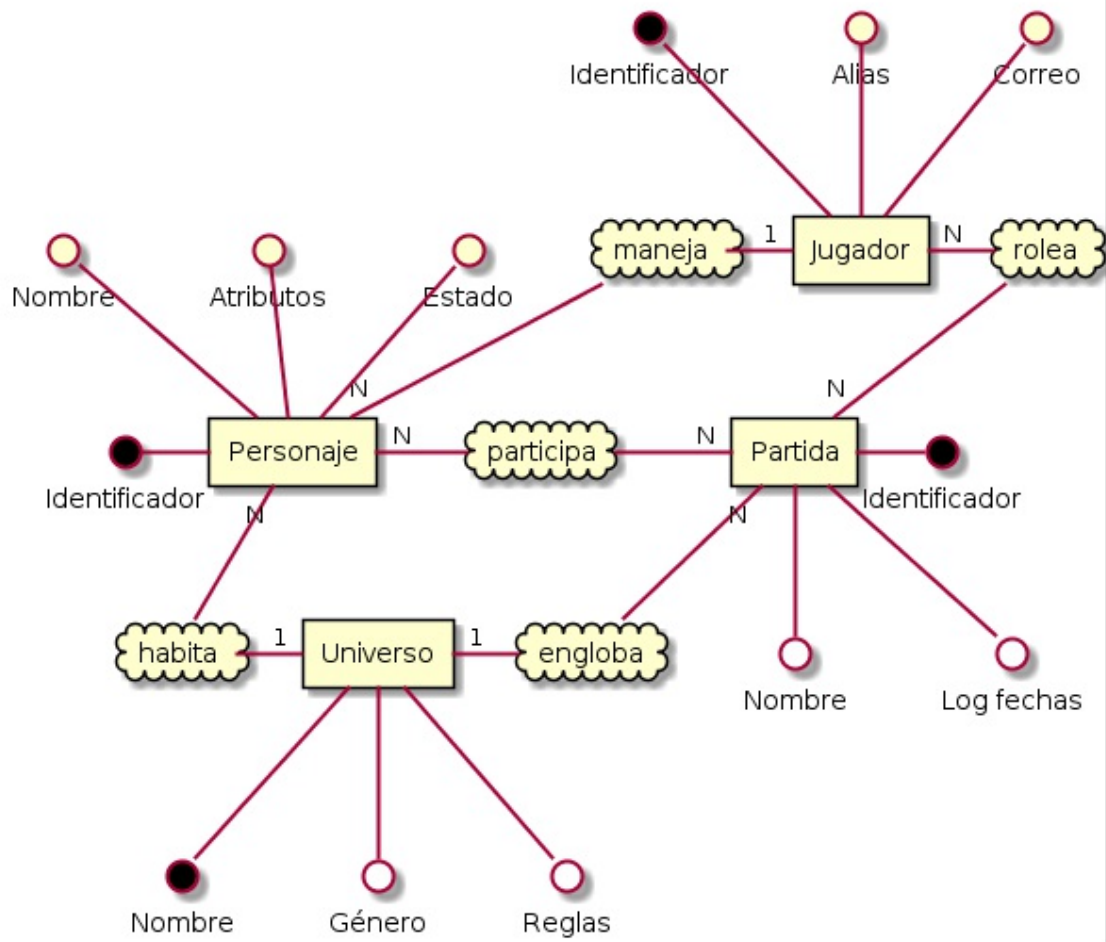 Identificador
Alias
Correo
maneja
1
Jugador
N
rolea
Nombre
Atributos
Estado
N
N
Personaje
N
participa
N
Partida
Identificador
Identificador
N
N
habita
1
Universo
1
engloba
Nombre
Log fechas
Nombre
Género
Reglas